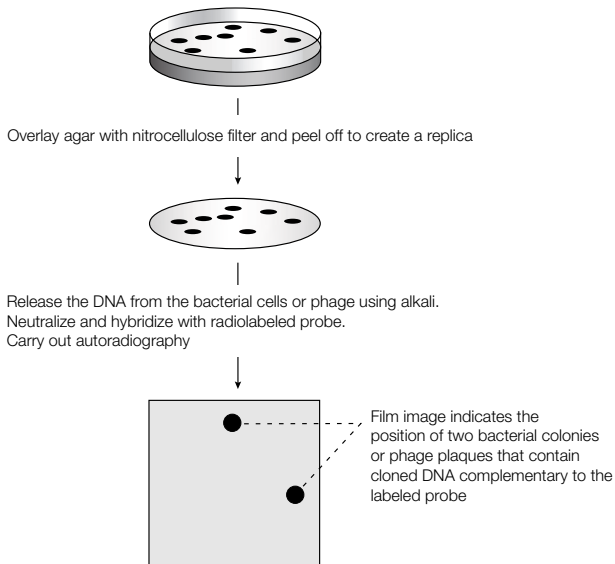 Overlay agar with nitrocellulose filter and peel off to create a replica
Release the DNA from the bacterial cells or phage using alkali.
Neutralize and hybridize with radiolabeled probe.
Carry out autoradiography
Film image indicates the
position of two bacterial colonies
or phage plaques that contain
cloned DNA complementary to the
labeled probe